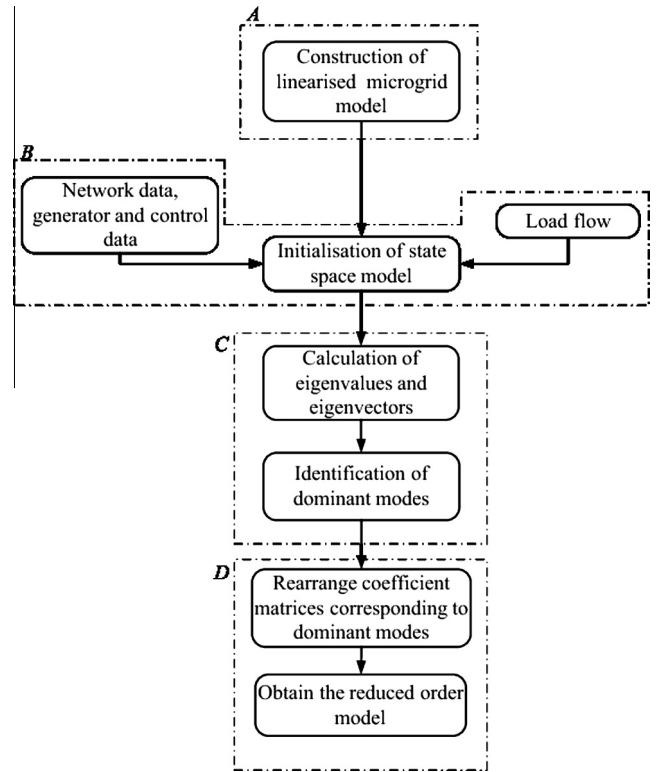 A
Construction of
linearised microgrid
model
B
Network data,
generator and control
data
Load flow
Initialisation of state
space model
C
Calculation of
eigenvalues and
eigenvectors
Identification of
dominant modes
D
Rearrange coefficient
matrices corresponding to
dominant modes
Obtain the reduced order
model